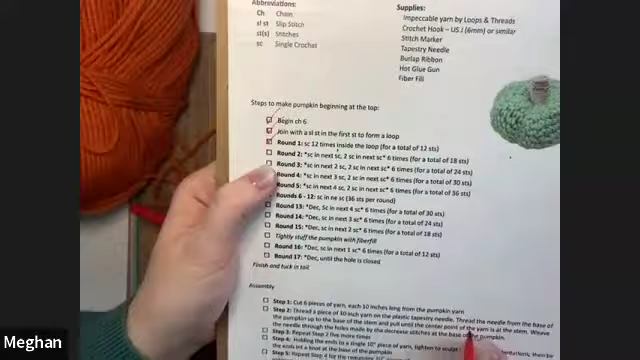 Abbreviations:
Ch Chain
sl st Slip Stitch
st(s) Stitches
sc Single Crochet
Supplies:
Impeccable yarn by Loops & Threads
Crochet Hook – US J (6mm) or similar
Stitch Marker
Tapestry Needle
Burlap Ribbon
Hot Glue Gun
Fiber Fill
Steps to make pumpkin beginning at the top:
Begin ch 6
Join with a sl st in the first st to form a loop
Round 1: sc 12 times inside the loop (for a total of 12 sts)
Round 2: *sc in next sc, 2 sc in next sc* 6 times (for a total of 18 sts)
Round 3: *sc in next 2 sc, 2 sc in next sc* 6 times (for a total of 24 sts)
Round 4: *sc in next 3 sc, 2 sc in next sc* 6 times (for a total of 30 sts)
Round 5: *sc in next 4 sc, 2 sc in next sc* 6 times (for a total of 36 sts)
Rounds 6 - 12: sc in ne sc (36 sts per round)
Round 13: *Dec, Sc in next 4 sc* 6 times (for a total of 30 sts)
Round 14: *Dec, sc in next 3 sc* 6 times (for a total of 24 sts)
Round 15: *Dec, sc in next 2 sc* 6 times (for a total of 18 sts)
Tightly stuff the pumpkin with fiberfill
Round 16: *Dec, sc in next 1 sc* 6 times (for a total of 12 sts)
Round 17: *Dec, until the hole is closed
Finish and tuck in tail
Assembly
Step 1: Cut 6 pieces of yarn, each 30 inches long from the pumpkin yarn
Step 2: Thread a piece of 30-inch yarn on the plastic tapestry needle. Thread the needle from the base of
the pumpkin up to the base of the stem and pull until the center point of the yarn is at the stem. Weave
the needle through the holes made by the decrease stitches at the base of the pumpkin.
Step 3: Repeat Step 2 five more times
Step 4: Holding the ends to a single 30" piece of yarn, tighten to sculpt
the ends int a knot at the base of the pumpkin
Step 5: Repeat Step 4 for the
Meghan